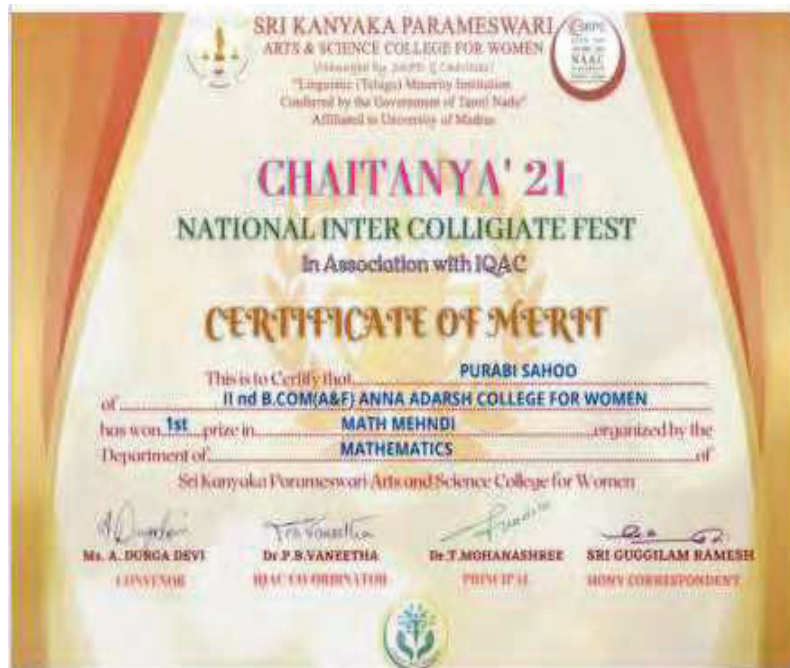 SRI KANYAKA PARAMESWARI
ARTS & SCIENCE COLLEGE FOR WOMEN
"Linguistic (Telugu) Minority Institution
Conferred by the Government of Tamil Nadu"
Affiliated to University of Madras
NAAC
CHAITANYA' 21
NATIONAL INTER COLLIGIATE FEST
In Association with IQAC
CERTIFICATE OF MERIT
This is to Certify that PURABI SAHOO
of II nd B.COM(A&F) ANNA ADARSH COLLEGE FOR WOMEN
has won 1st prize in MATH MEHNDI organized by the
Department of MATHEMATICS of
Sri Kanyaka Parameswari Arts and Science College for Women
Ms. A. DURGA DEVI Dr P.B.VANEETHA Dr.T.MOHANASHREE SRI GUGGILAM RAMESH
CONVENOR IQAC CO-ORDINATOR PRINCIPAL HONY CORRESPONDENT